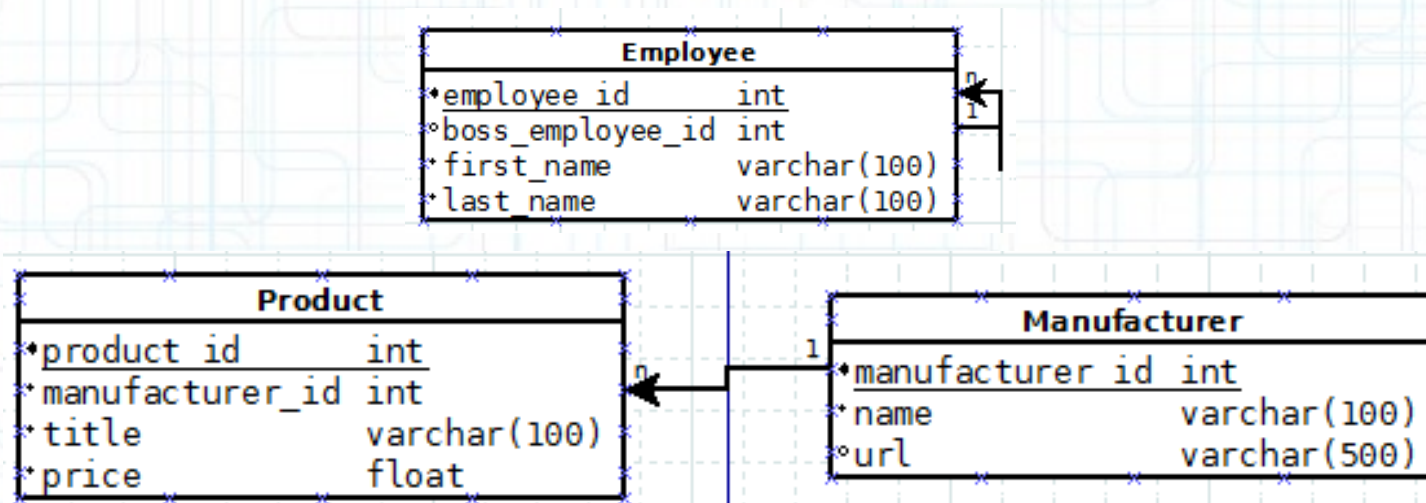 Employee
n
employee_id int
1
boss_employee_id int
first_name varchar(100)
last_name varchar(100)
Product
Manufacturer
1
product_id int
n
manufacturer_id int
manufacturer_id int
name varchar(100)
title varchar(100)
url varchar(500)
price float